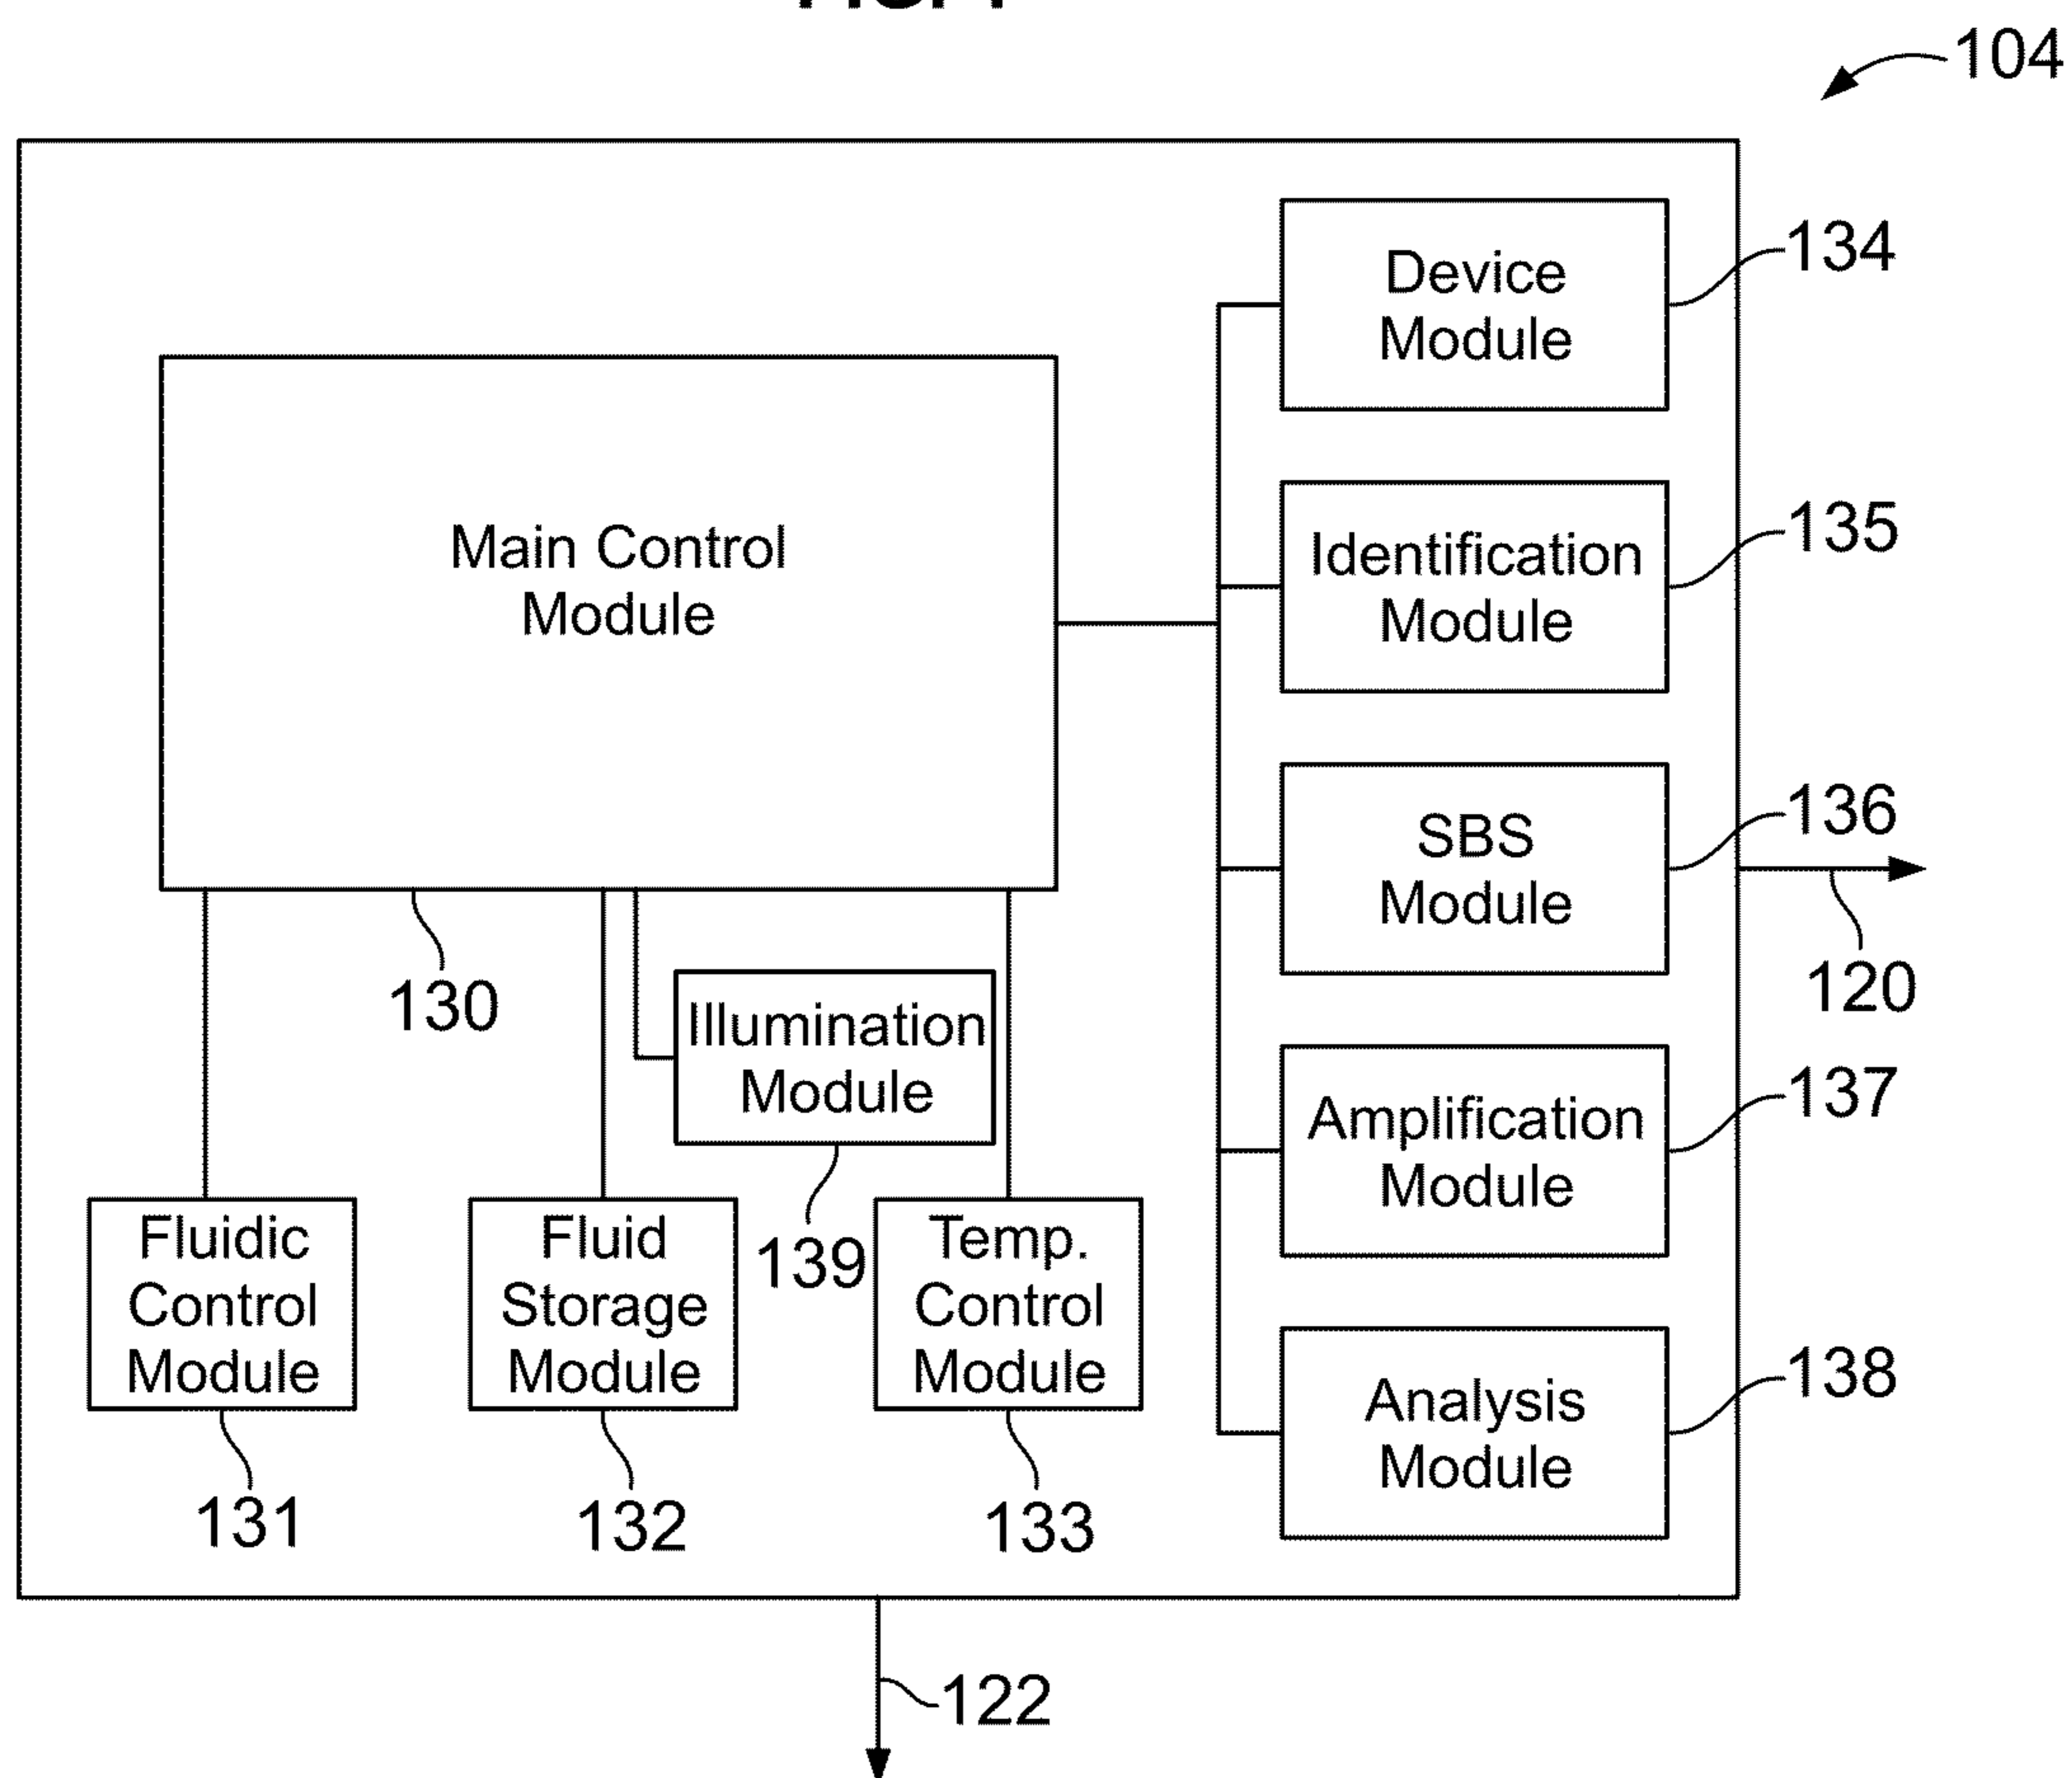 104
Device
Module
134
Identification
Module
135
Main Control
Module
SBS
Module
136
120
130
Illumination
Module
139
Amplification
Module
137
Fluidic
Control
Module
131
Fluid
Storage
Module
132
Temp.
Control
Module
133
Analysis
Module
138
122